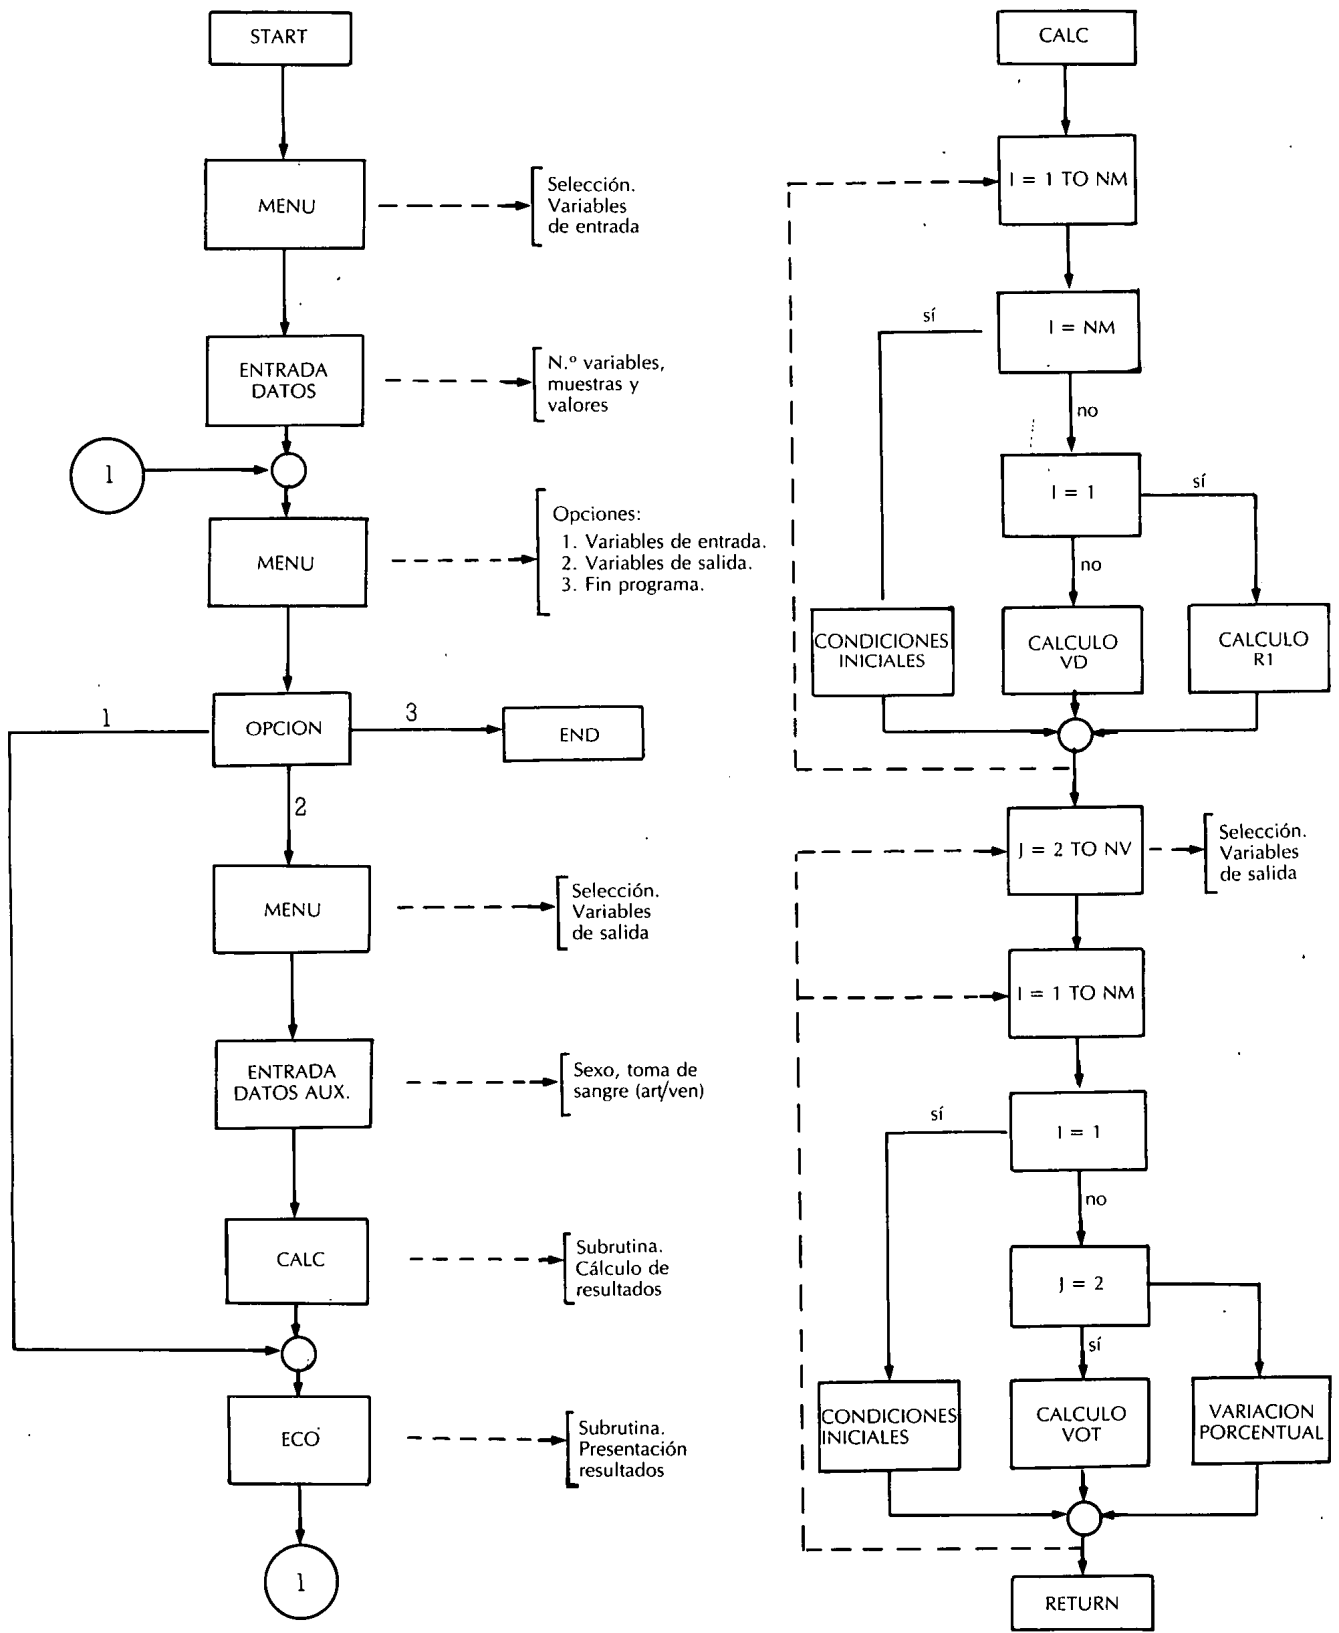 START
MENU
Selección.
Variables
de entrada
ENTRADA
DATOS
N.º variables,
muestras y
valores
1
MENU
Opciones:
1. Variables de entrada.
2. Variables de salida.
3. Fin programa.
1
OPCION
3
END
2
MENU
Selección.
Variables
de salida
ENTRADA
DATOS AUX.
Sexo, toma de
sangre (art/ven)
CALC
Subrutina.
Cálculo de
resultados
ECO
Subrutina.
Presentación
resultados
1
CALC
I = 1 TO NM
sí
I = NM
no
I = 1
sí
no
CONDICIONES
INICIALES
CALCULO
VD
CALCULO
R1
J = 2 TO NV
Selección.
Variables
de salida
I = 1 TO NM
sí
I = 1
no
J = 2
sí
CONDICIONES
INICIALES
CALCULO
VOT
VARIACION
PORCENTUAL
RETURN